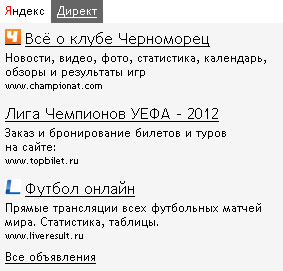 Яндекс Директ
Всё о клубе Черноморец
Новости, видео, фото, статистика, календарь,
обзоры и результаты игр
www.championat.com
Лига Чемпионов УЕФА - 2012
Заказ и бронирование билетов и туров
на сайте:
www.topbilet.ru
Футбол онлайн
Прямые трансляции всех футбольных матчей
мира. Статистика, таблицы.
www.liveresult.ru
Все объявления